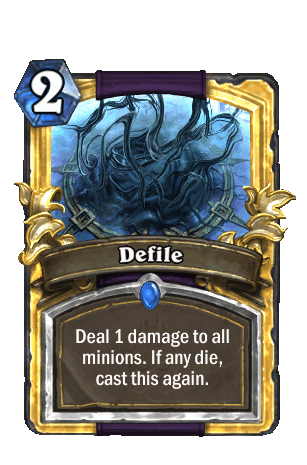 2
Defile
Deal 1 damage to all
minions. If any die,
cast this again.